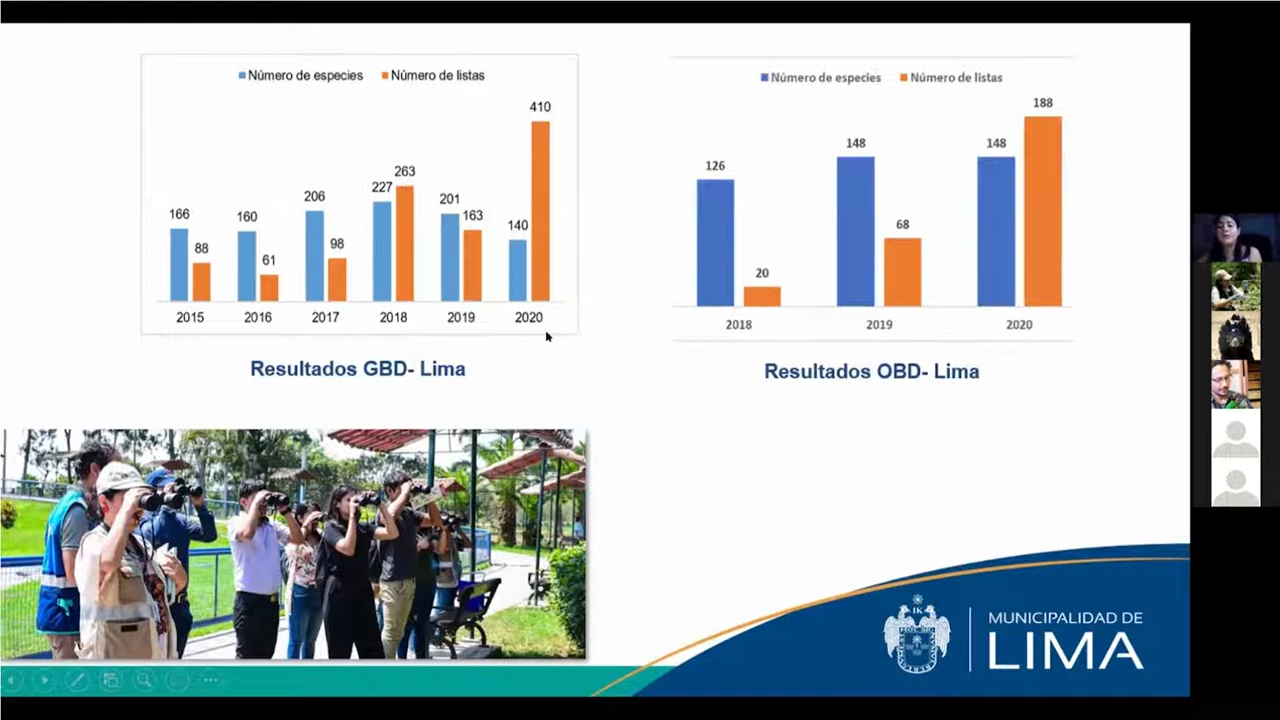 Número de especies Número de listas
410
263
227
206
201
166
160
163
140
88
98
61
2015 2016 2017 2018 2019 2020
Resultados GBD- Lima
Número de especies Número de listas
188
148
148
126
68
20
2018 2019 2020
Resultados OBD- Lima
IK
MUNICIPALIDAD DE
LIMA